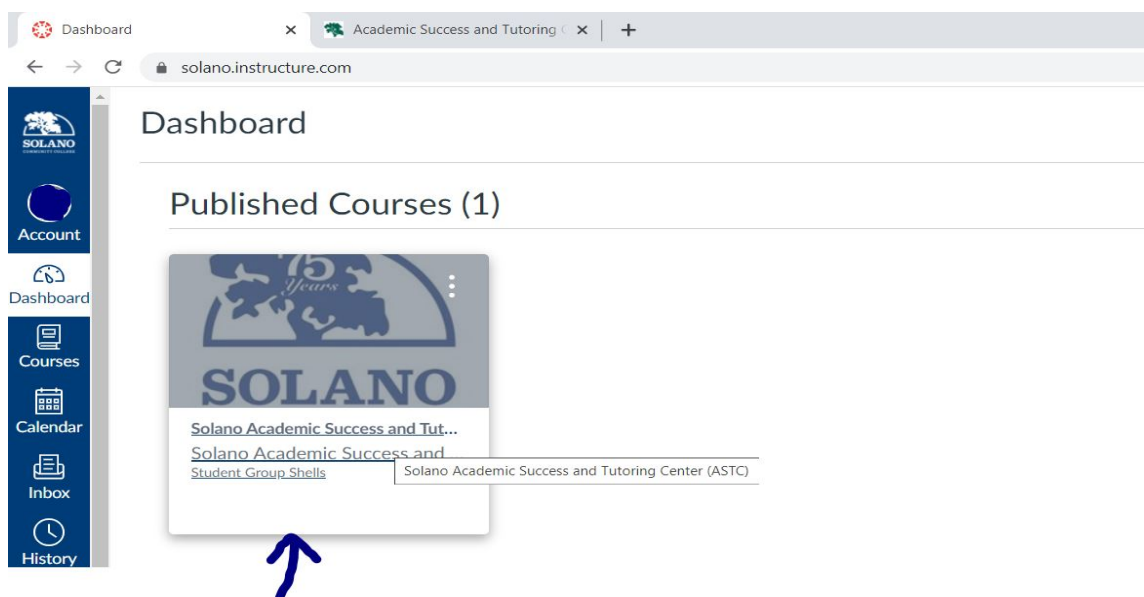 Dashboard
Academic Success and Tutoring C
solano.instructure.com
SOLANO
COMMUNITY COLLEGE
Account
Dashboard
Courses
Calendar
Inbox
History
Dashboard
Published Courses (1)
75
Years
SOLANO
Solano Academic Success and Tut...
Solano Academic Success and
Student Group Shells
Solano Academic Success and Tutoring Center (ASTC)